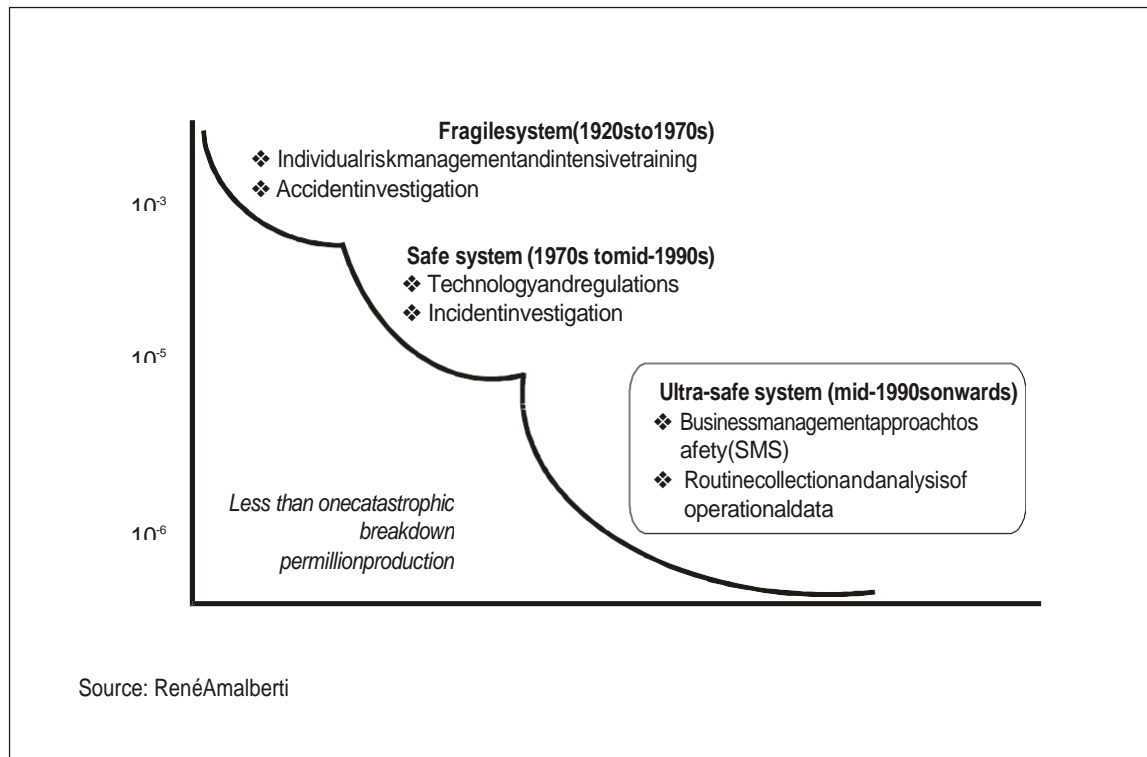 Fragilesystem(1920sto1970s)
❖ Individualriskmanagementandintensivetraining
❖ Accidentinvestigation
10-3
Safe system (1970s tomid-1990s)
❖ Technologyandregulations
❖ Incidentinvestigation
10-5
Ultra-safe system (mid-1990sonwards)
❖ Businessmanagementapproachtos
afety(SMS)
❖ Routinecollectionandanalysisof
operationaldata
Less than onecatastrophic
breakdown
permillionproduction
10-6
Source: RenéAmalberti